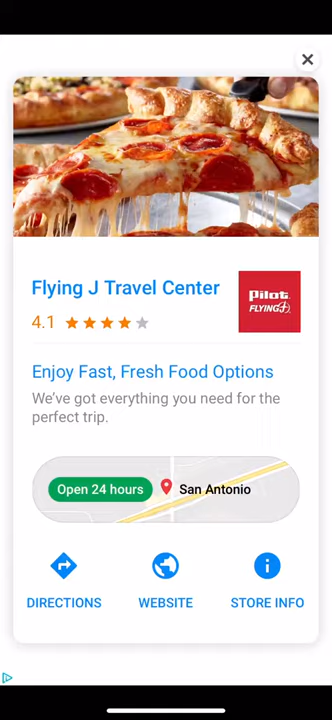 Flying J Travel Center
PILOT
FLYING J
4.1
Enjoy Fast, Fresh Food Options
We've got everything you need for the
perfect trip.
Open 24 hours
San Antonio
DIRECTIONS
WEBSITE
STORE INFO